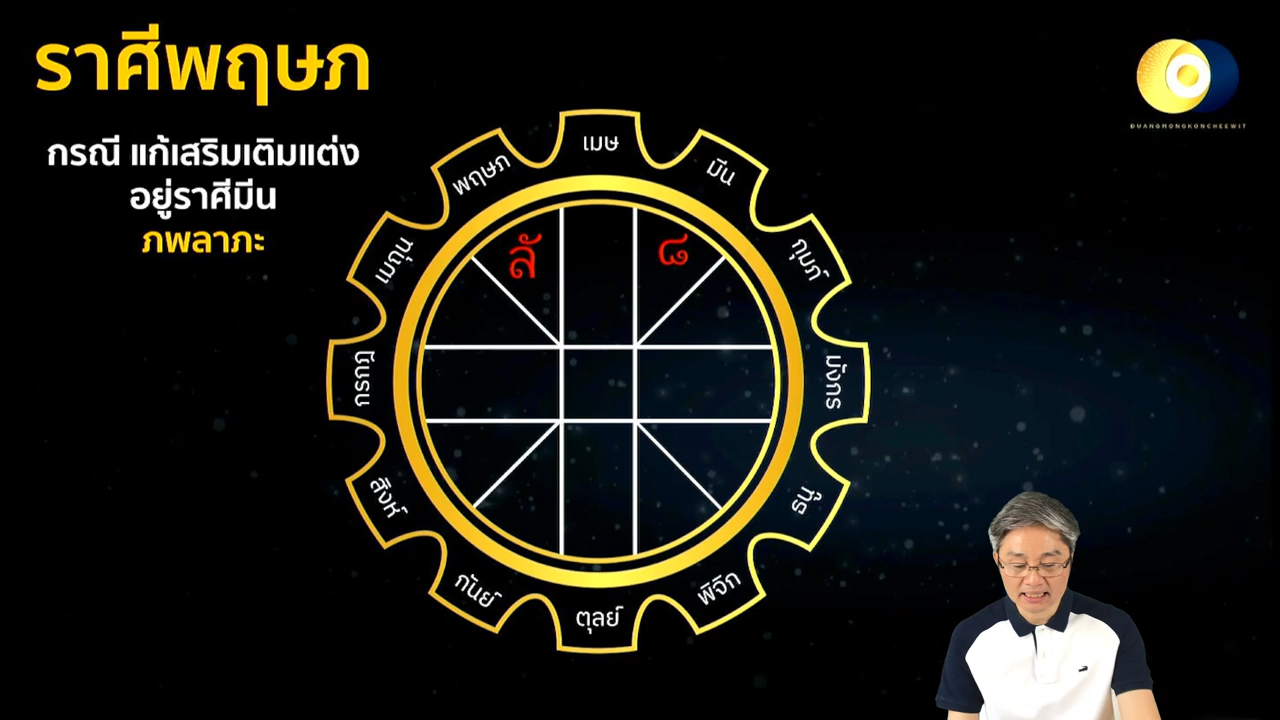 ราศีพฤษภ
กรณี แก้เสริมเติมแต่ง
อยู่ราศีมีน
ภพลาภะ
DUANGMONGKONCHEEWIT
เมษ
พฤษภ
มีน
เมถุน
กุมภ์
กรกฎ
มังกร
สิงห์
ธนู
กันย์
พิจิก
ตุลย์
ลั
๘